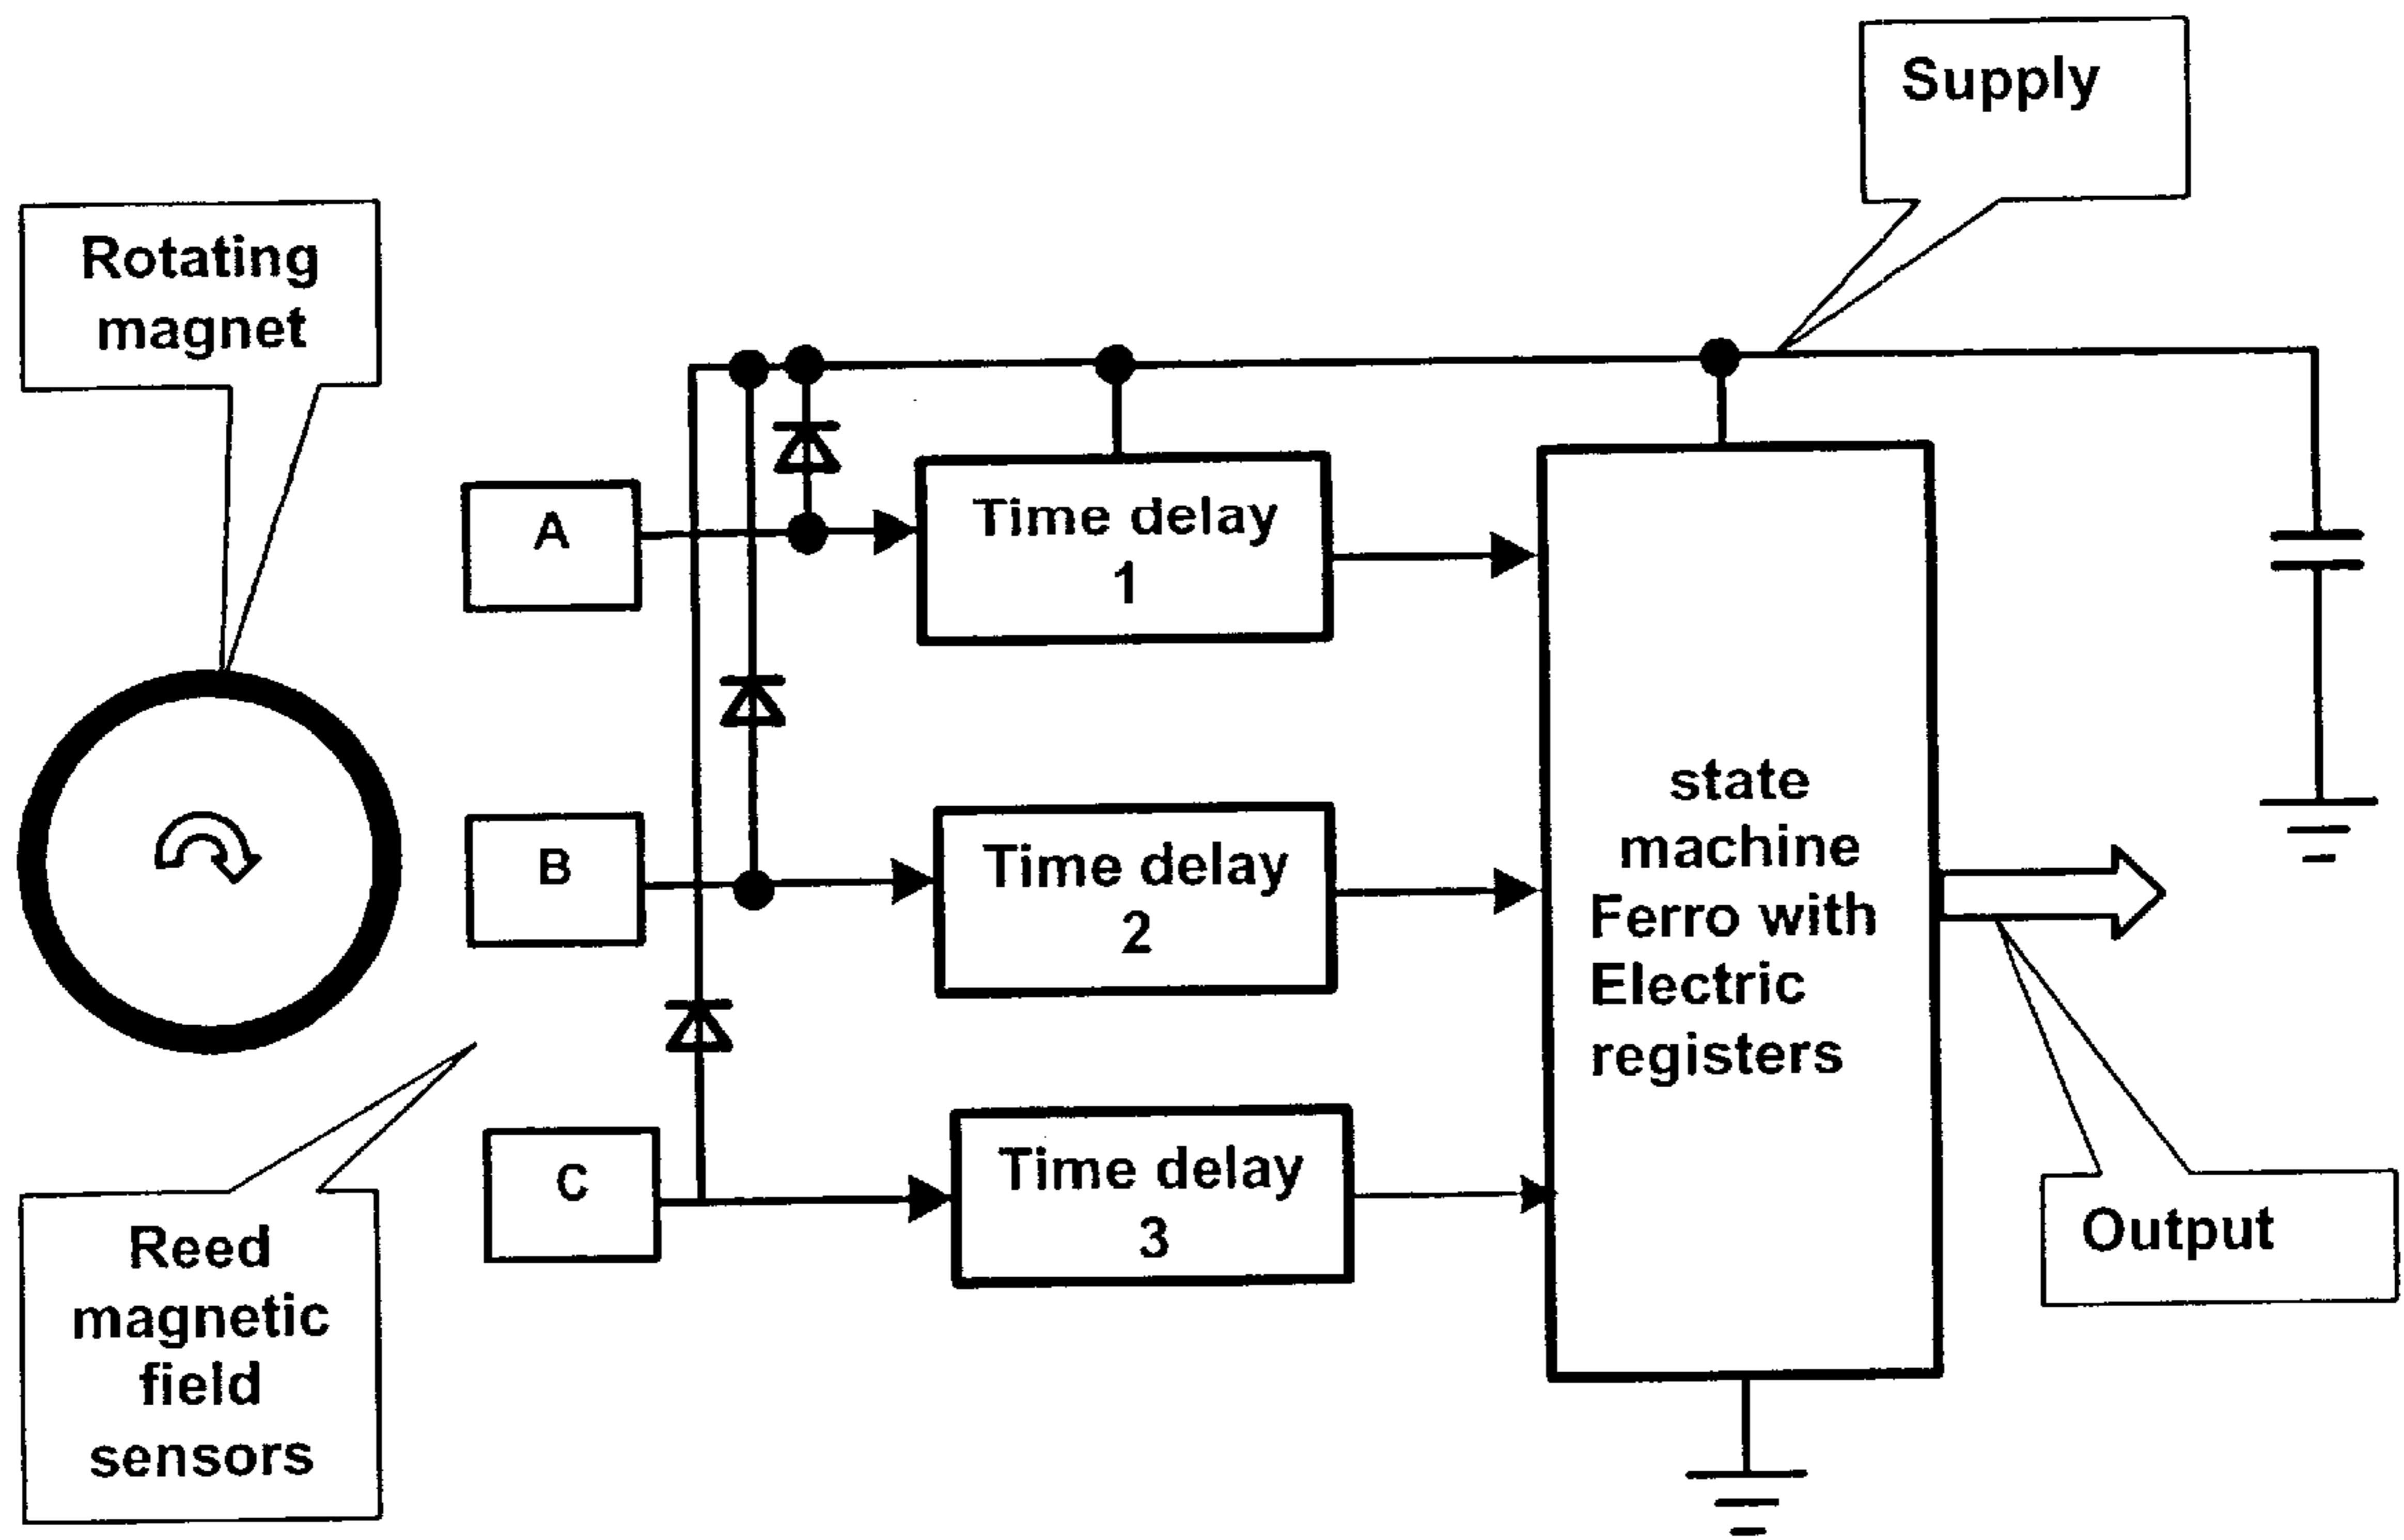 Supply
Rotating
magnet
A
Time delay
1
B
Time delay
2
state
machine
Ferro with
Electric
registers
C
Time delay
3
Output
Reed
magnetic
field
sensors